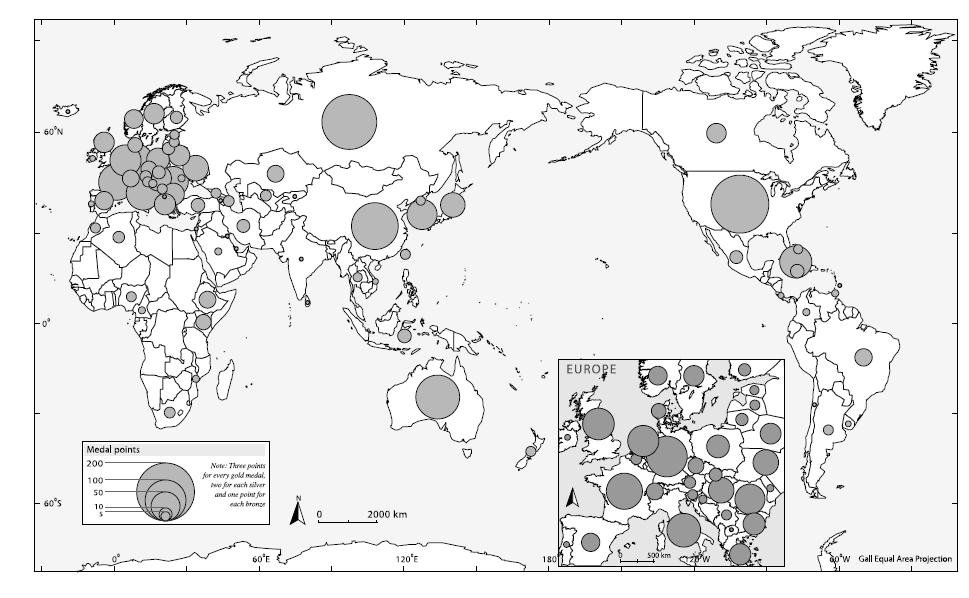 60°N
0°
60°S
EUROPE
500 km
0
Medal points
200
100
50
10
5
Note: Three points
for every gold medal,
two for each silver
and one point for
each bronze
N
0 2000 km
0° 60°E 120°E 180° 120°W 60°W
Gall Equal Area Projection